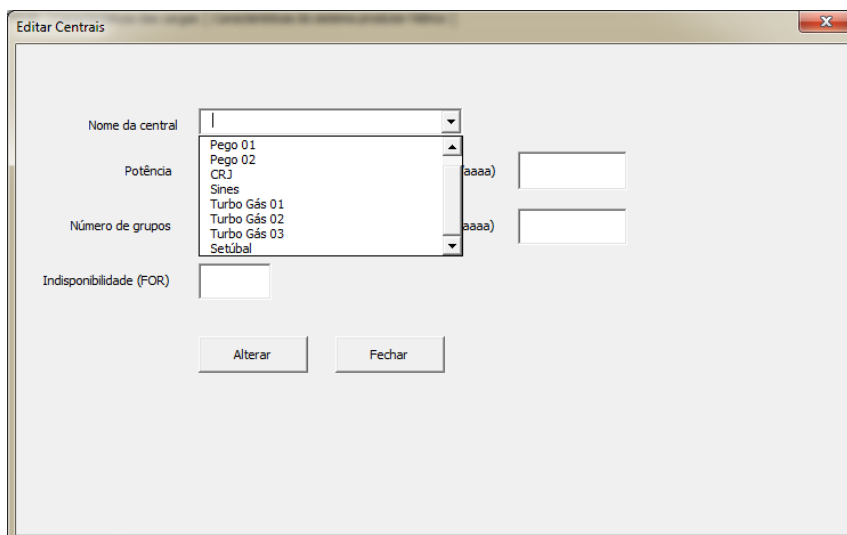 Editar Centrais
Nome da central
Pego 01
Pego 02
CRJ
Sines
Turbo Gás 01
Turbo Gás 02
Turbo Gás 03
Setúbal
Potência
aaaa)
Número de grupos
aaaa)
Indisponibilidade (FOR)
Alterar Fechar